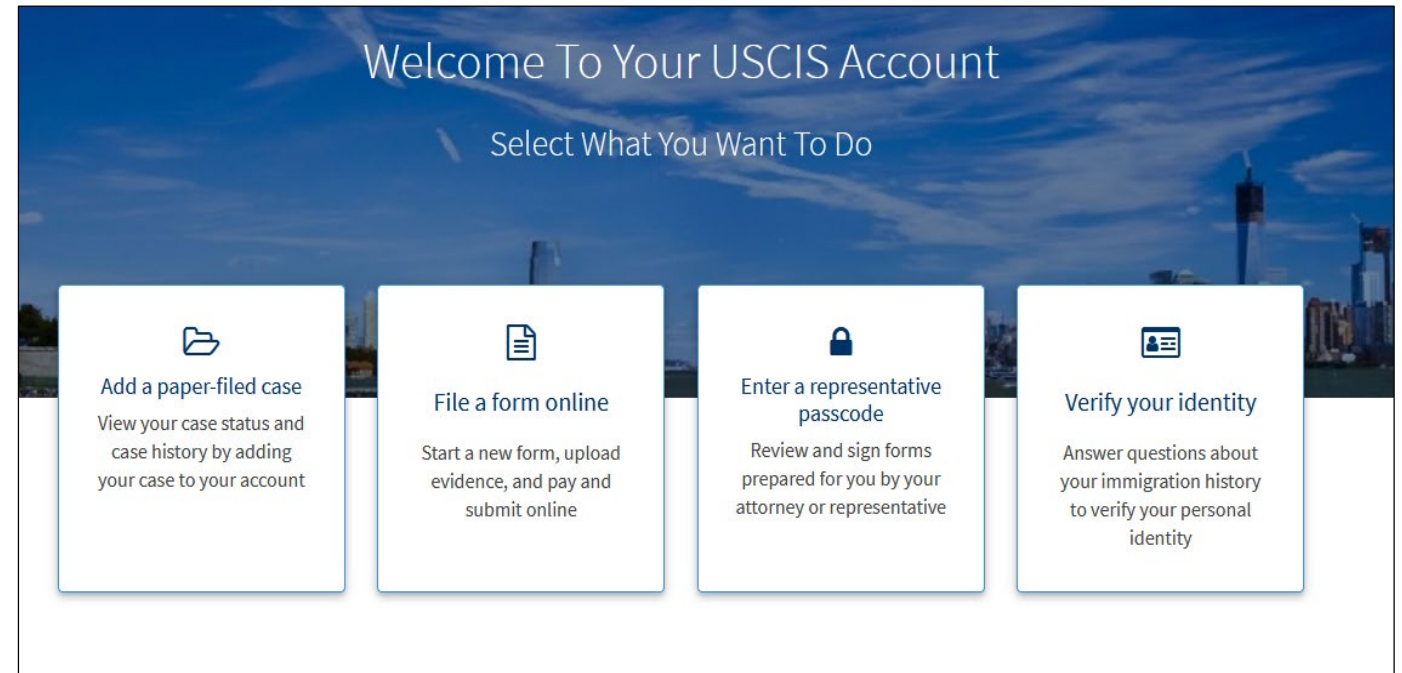 Welcome To Your USCIS Account
Select What You Want To Do
Add a paper-filed case
View your case status and
case history by adding
your case to your account
File a form online
Start a new form, upload
evidence, and pay and
submit online
Enter a representative
passcode
Review and sign forms
prepared for you by your
attorney or representative
Verify your identity
Answer questions about
your immigration history
to verify your personal
identity